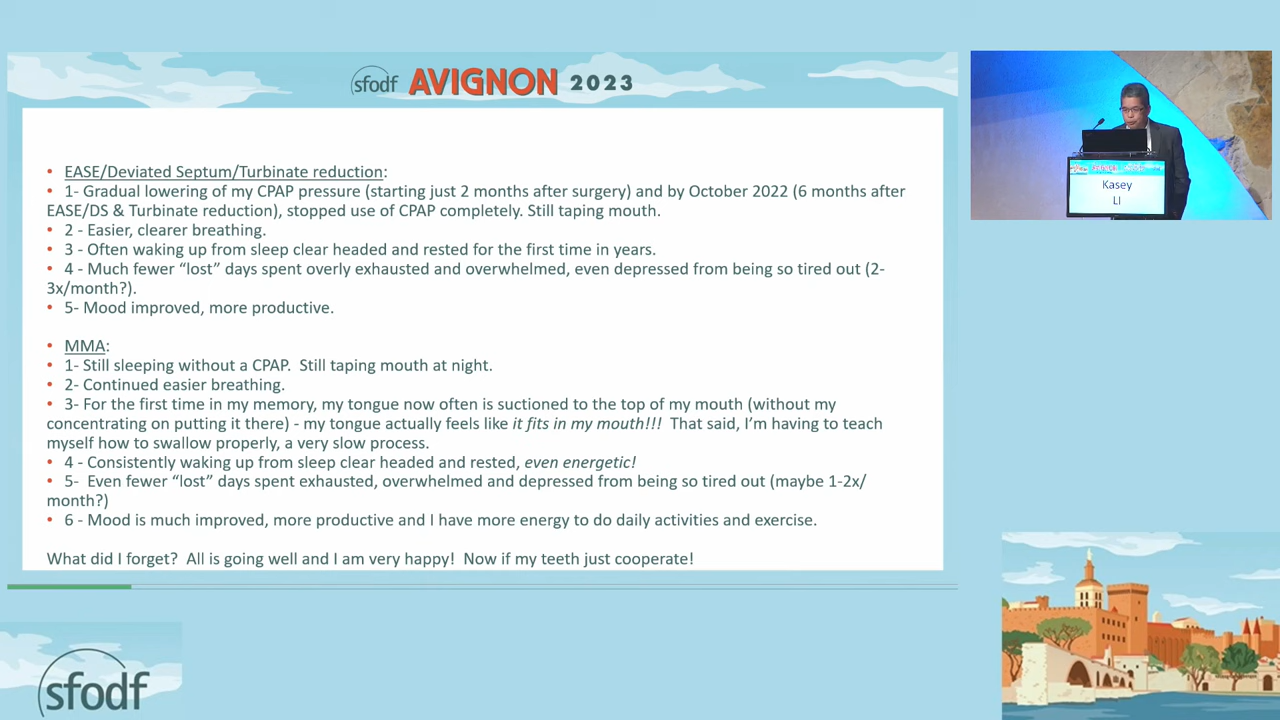 sfodf AVIGNON 2023
• EASE/Deviated Septum/Turbinate reduction:
• 1- Gradual lowering of my CPAP pressure (starting just 2 months after surgery) and by October 2022 (6 months after
EASE/DS & Turbinate reduction), stopped use of CPAP completely. Still taping mouth.
• 2 - Easier, clearer breathing.
• 3 - Often waking up from sleep clear headed and rested for the first time in years.
• 4 - Much fewer “lost” days spent overly exhausted and overwhelmed, even depressed from being so tired out (2-
3x/month?).
• 5- Mood improved, more productive.
• MMA:
• 1- Still sleeping without a CPAP.  Still taping mouth at night.
• 2- Continued easier breathing.
• 3- For the first time in my memory, my tongue now often is suctioned to the top of my mouth (without my
concentrating on putting it there) - my tongue actually feels like it fits in my mouth!!!  That said, I’m having to teach
myself how to swallow properly, a very slow process.
• 4 - Consistently waking up from sleep clear headed and rested, even energetic!
• 5-  Even fewer “lost” days spent exhausted, overwhelmed and depressed from being so tired out (maybe 1-2x/
month?)
• 6 - Mood is much improved, more productive and I have more energy to do daily activities and exercise.
What did I forget?  All is going well and I am very happy!  Now if my teeth just cooperate!
Kasey
LI
sfodf